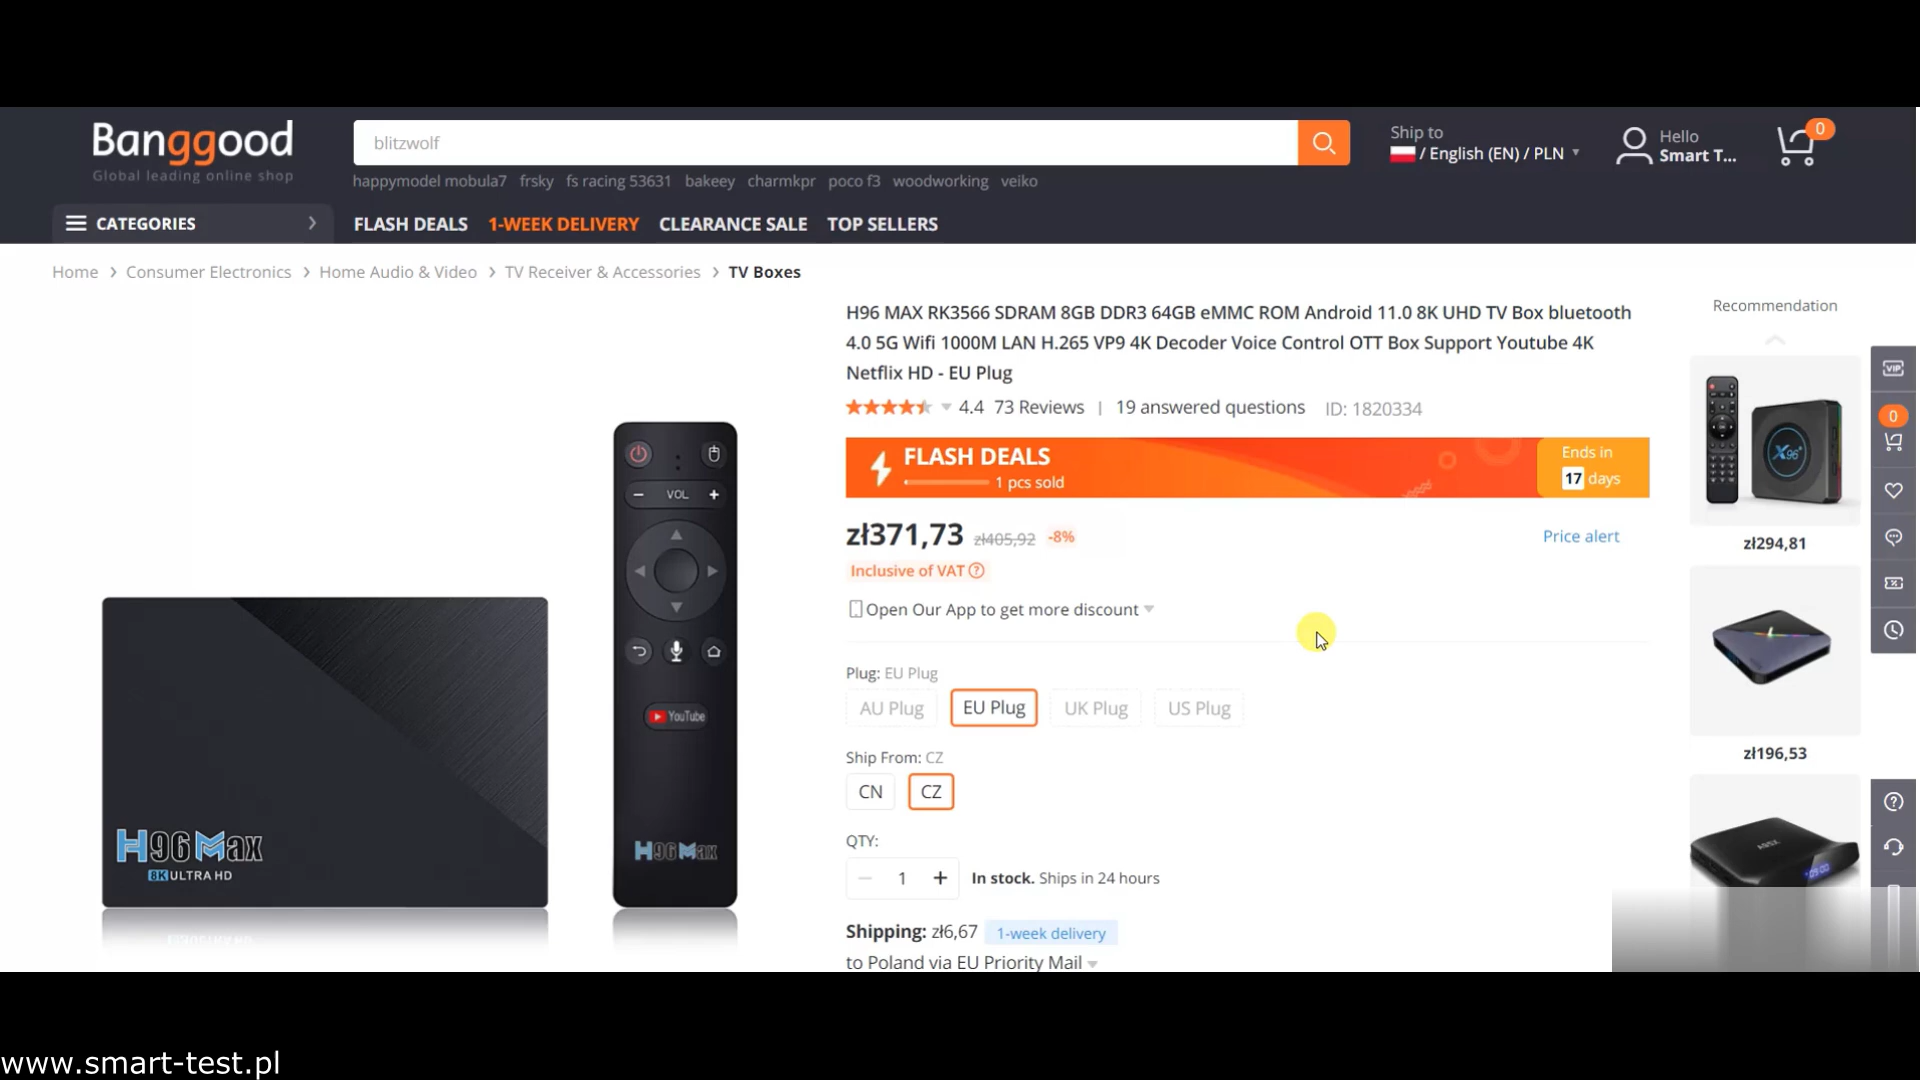 Banggood
Global leading online shop
blitzwolf
Ship to
/ English (EN) / PLN
Hello
Smart T...
0
happymodel mobula7 frsky fs racing 53631 bakeey charmkpr poco f3 woodworking veiko
CATEGORIES
FLASH DEALS 1-WEEK DELIVERY CLEARANCE SALE TOP SELLERS
Home > Consumer Electronics > Home Audio & Video > TV Receiver & Accessories > TV Boxes
H96 MAX RK3566 SDRAM 8GB DDR3 64GB eMMC ROM Android 11.0 8K UHD TV Box bluetooth
4.0 5G Wifi 1000M LAN H.265 VP9 4K Decoder Voice Control OTT Box Support Youtube 4K
Netflix HD - EU Plug
4.4 73 Reviews | 19 answered questions ID: 1820334
FLASH DEALS
1 pcs sold
Ends in
17 days
zł371,73 zł405,92 -8%
Price alert
Inclusive of VAT
Open Our App to get more discount
Plug: EU Plug
AU Plug EU Plug UK Plug US Plug
Ship From: CZ
CN CZ
QTY:
− 1 + In stock. Ships in 24 hours
Shipping: zł6,67 1-week delivery
to Poland via EU Priority Mail
− VOL +
YouTube
H96 Max
H96 Max
8K ULTRA HD
Recommendation
X96
zł294,81
zł196,53
VIP
0
www.smart-test.pl